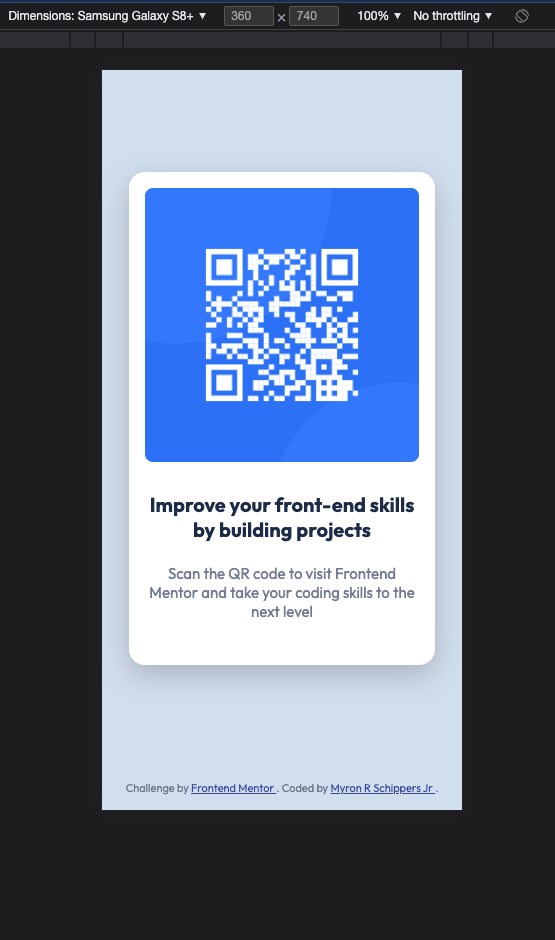 Dimensions: Samsung Galaxy S8+ ▼ 360 × 740 100% ▼ No throttling ▼
Improve your front-end skills
by building projects
Scan the QR code to visit Frontend
Mentor and take your coding skills to the
next level
Challenge by Frontend Mentor . Coded by Myron R Schippers Jr .